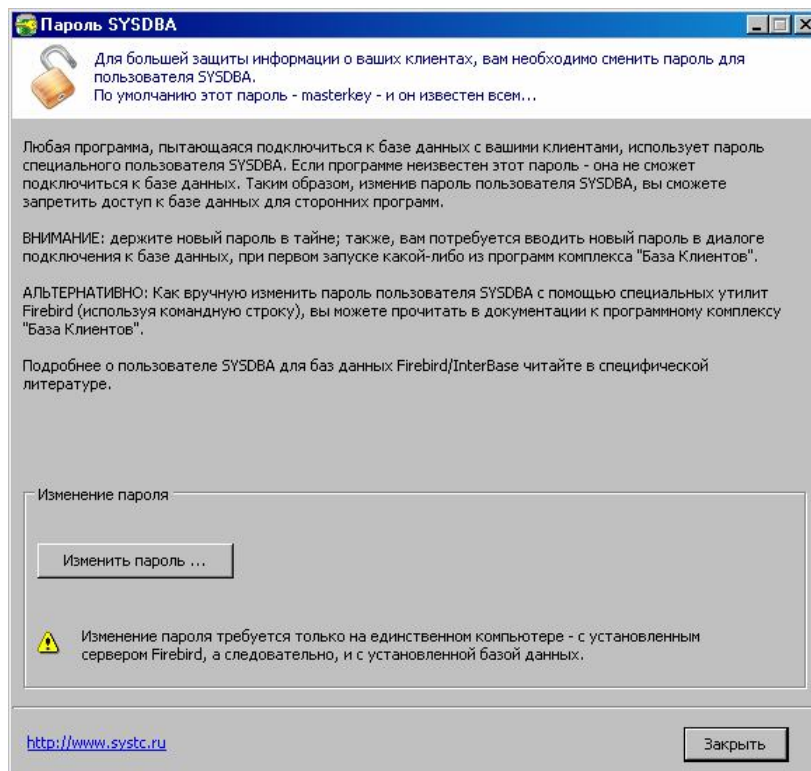 Пароль SYSDBA
Для большей защиты информации о ваших клиентах, вам необходимо сменить пароль для
пользователя SYSDBA.
По умолчанию этот пароль - masterkey - и он известен всем...
Любая программа, пытающаяся подключиться к базе данных с вашими клиентами, использует пароль
специального пользователя SYSDBA. Если программе неизвестен этот пароль - она не сможет
подключиться к базе данных. Таким образом, изменив пароль пользователя SYSDBA, вы сможете
запретить доступ к базе данных для сторонних программ.
ВНИМАНИЕ: держите новый пароль в тайне; также, вам потребуется вводить новый пароль в диалоге
подключения к базе данных, при первом запуске какой-либо из программ комплекса "База Клиентов".
АЛЬТЕРНАТИВНО: Как вручную изменить пароль пользователя SYSDBA с помощью специальных утилит
Firebird (используя командную строку), вы можете прочитать в документации к программному комплексу
"База Клиентов".
Подробнее о пользователе SYSDBA для баз данных Firebird/InterBase читайте в специфической
литературе.
Изменение пароля
Изменить пароль ...
Изменение пароля требуется только на единственном компьютере - с установленным
сервером Firebird, а следовательно, и с установленной базой данных.
http://www.systc.ru
Закрыть